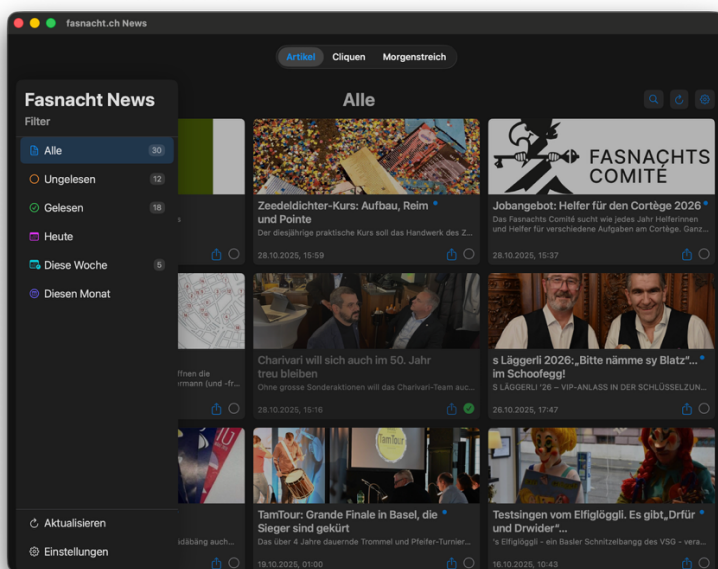 fasnacht.ch News
Artikel Cliquen Morgenstreich
Fasnacht News
Filter
Alle 30
Ungelesen 12
Gelesen 18
Heute
Diese Woche 5
Diesen Monat
Aktualisieren
Einstellungen
Alle
FASNACHTS
COMITÉ
Zeedeldichter-Kurs: Aufbau, Reim
und Pointe
Der diesjährige praktische Kurs soll das Handwerk des Z...
28.10.2025, 15:59
Jobangebot: Helfer für den Cortège 2026
Das Fasnachts Comité sucht wie jedes Jahr Helferinnen
und Helfer für verschiedene Aufgaben am Cortège. Ganz...
28.10.2025, 15:37
ffnen die
ormann (und -fr...
Charivari will sich auch im 50. Jahr
treu bleiben
Ohne grosse Sonderaktionen will das Charivari-Team auc...
28.10.2025, 15:16
s Läggerli 2026:„Bitte nämme sy Blatz“...
im Schoofegg!
S LÄGGERLI '26 – VIP-ANLASS IN DER SCHLÜSSELZUN...
26.10.2025, 17:47
TamTour
TamTour: Grande Finale in Basel, die
Sieger sind gekürt
Das über 4 Jahre dauernde Trommel und Pfeifer-Turnier...
19.10.2025, 01:00
Testsingen vom Elfiglöggli. Es gibt„Drfür
und Drwider“...
's Elfiglöggli - ein Basler Schnitzelbangg des VSG - vera...
16.10.2025, 10:43